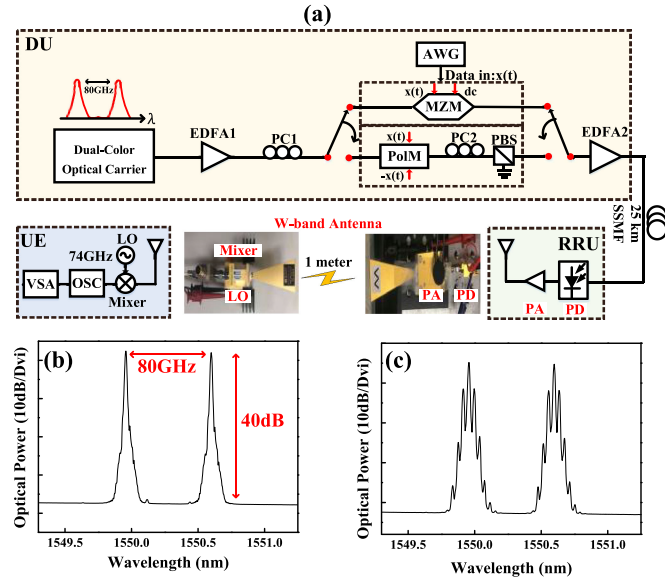 (a)
DU
AWG
Data in:x(t)
x(t)
dc
80GHz
λ
MZM
EDFA1
PC1
PC2
PBS
EDFA2
Dual-Color
Optical Carrier
x(t)
PolM
-x(t)
25 km
SSMF
W-band Antenna
UE
LO
74GHz
Mixer
1 meter
RRU
VSA
OSC
Mixer
LO
PA
PD
PA
PD
(b)
80GHz
40dB
Optical Power (10dB/Dvi)
1549.5
1550.0
1550.5
1551.0
Wavelength (nm)
(c)
Optical Power (10dB/Dvi)
1549.5
1550.0
1550.5
1551.0
Wavelength (nm)